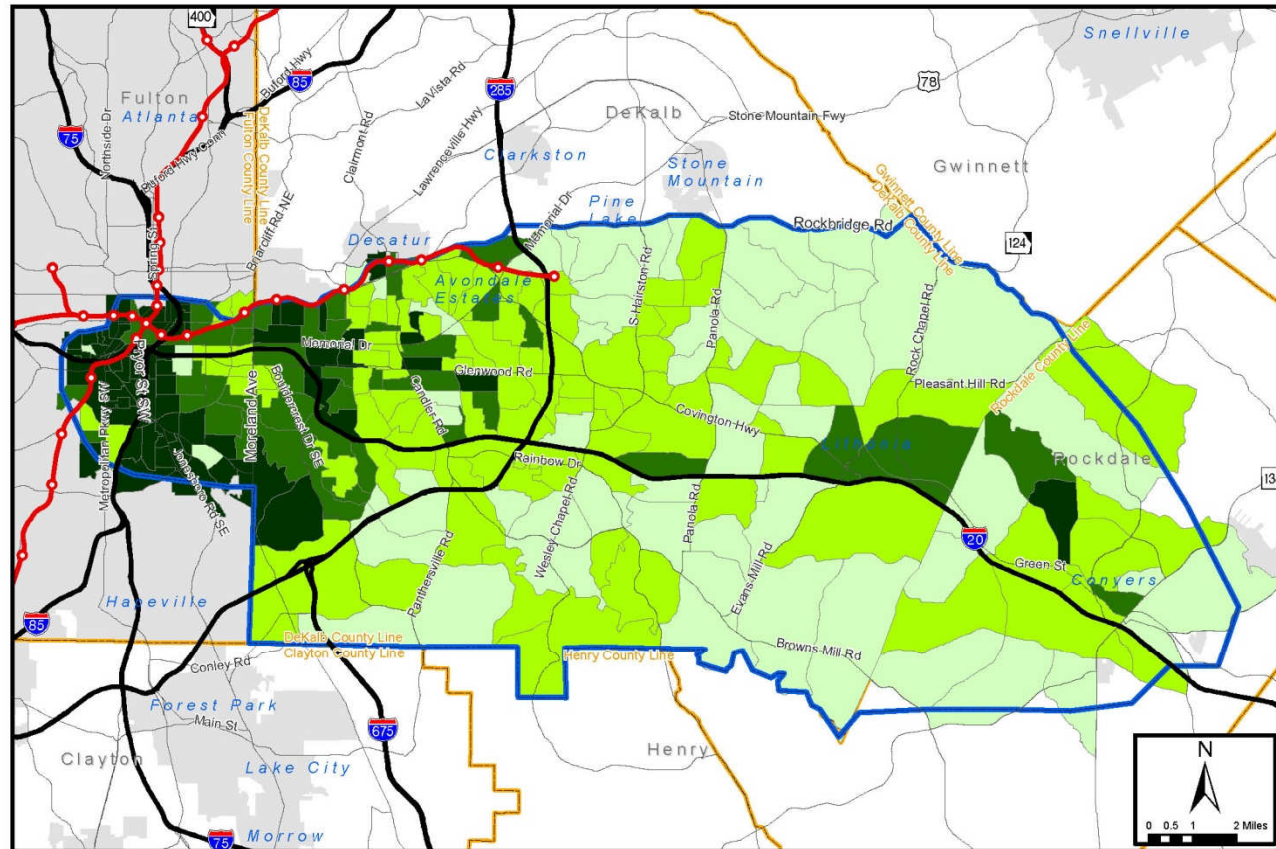 400
Snellville
Fulton
Atlanta
75
Northside Dr
Buford Hwy Conn
Buford Hwy
85
DeKalb County Line
Fulton County Line
Briarcliff Rd NE
Clairmont Rd
LaVista Rd
Lawrenceville Hwy
285
Clarkston
DeKalb
78
Stone Mountain Fwy
Stone
Mountain
Gwinnett
Gwinnett County Line
DeKalb County Line
124
Pine
Lake
Memorial Dr
Rockbridge Rd
Decatur
Spring St
Avondale
Estates
S Hairston Rd
Panola Rd
Rock Chapel Rd
Rockdale County Line
Memorial Dr
Glenwood Rd
Pleasant Hill Rd
Pryor St SW
Metropolitan Pkwy SW
Moreland Ave
Bouldercrest Dr SE
Candler Rd
Covington Hwy
Lithonia
Rockdale
Rainbow Dr
Jonesboro Rd SE
Panthersville Rd
Wesley Chapel Rd
Panola Rd
Evans Mill Rd
20
Green St
Conyers
Hapeville
85
DeKalb County Line
Clayton County Line
Henry County Line
Browns Mill Rd
Conley Rd
Forest Park
Main St
675
Clayton
Lake City
Henry
75
Morrow
N
0 0.5 1 2 Miles